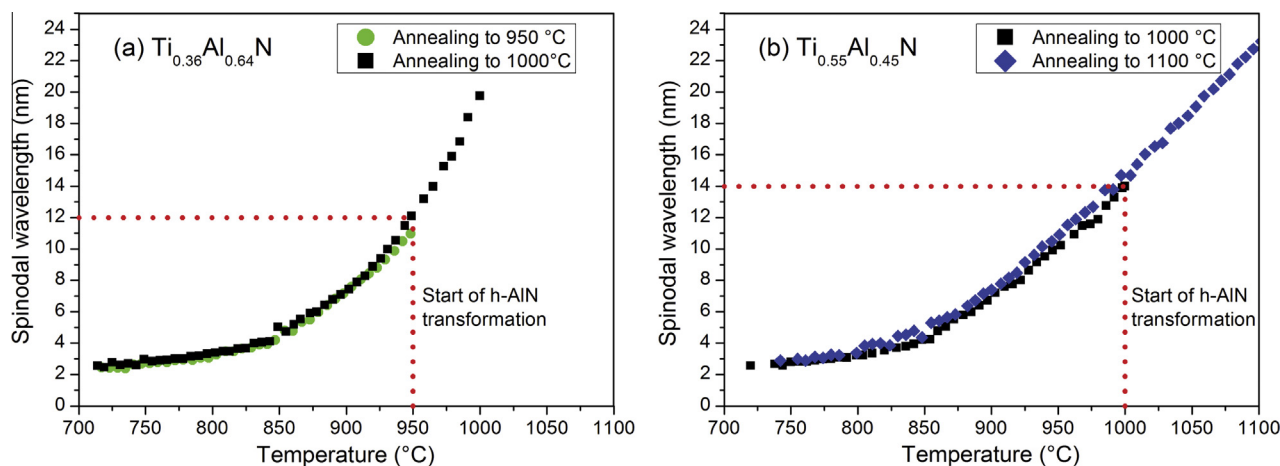 (a) Ti0.36Al0.64N
Annealing to 950 °C
Annealing to 1000°C
Spinodal wavelength (nm)
24
22
20
18
16
14
12
10
8
6
4
2
0
Start of h-AlN
transformation
700 750 800 850 900 950 1000 1050 1100
Temperature (°C)
(b) Ti0.55Al0.45N
Annealing to 1000 °C
Annealing to 1100 °C
Spinodal wavelength (nm)
24
22
20
18
16
14
12
10
8
6
4
2
0
Start of h-AlN
transformation
700 750 800 850 900 950 1000 1050 1100
Temperature (°C)